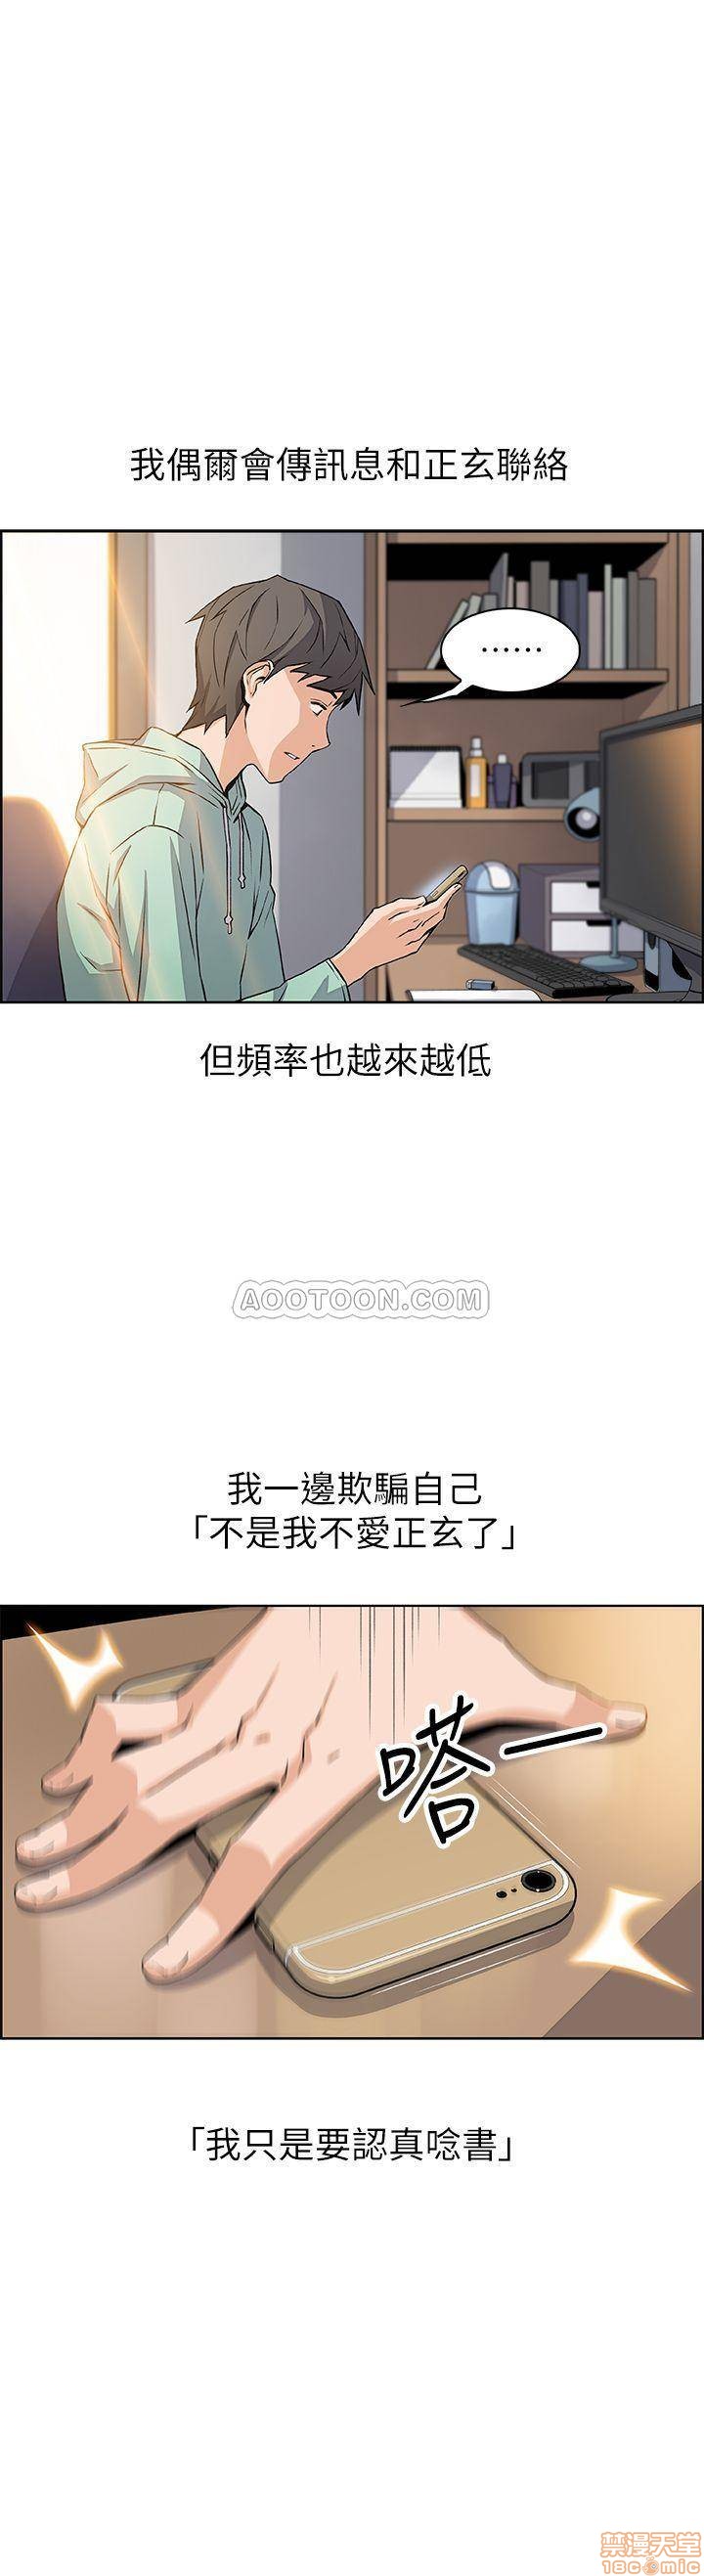 我偶爾會傳訊息和正玄聯絡
……
但頻率也越來越低
AOOTOON.COM
我一邊欺騙自己
「不是我不愛正玄了」
嗒—
「我只是要認真唸書」
禁漫天堂
18comic